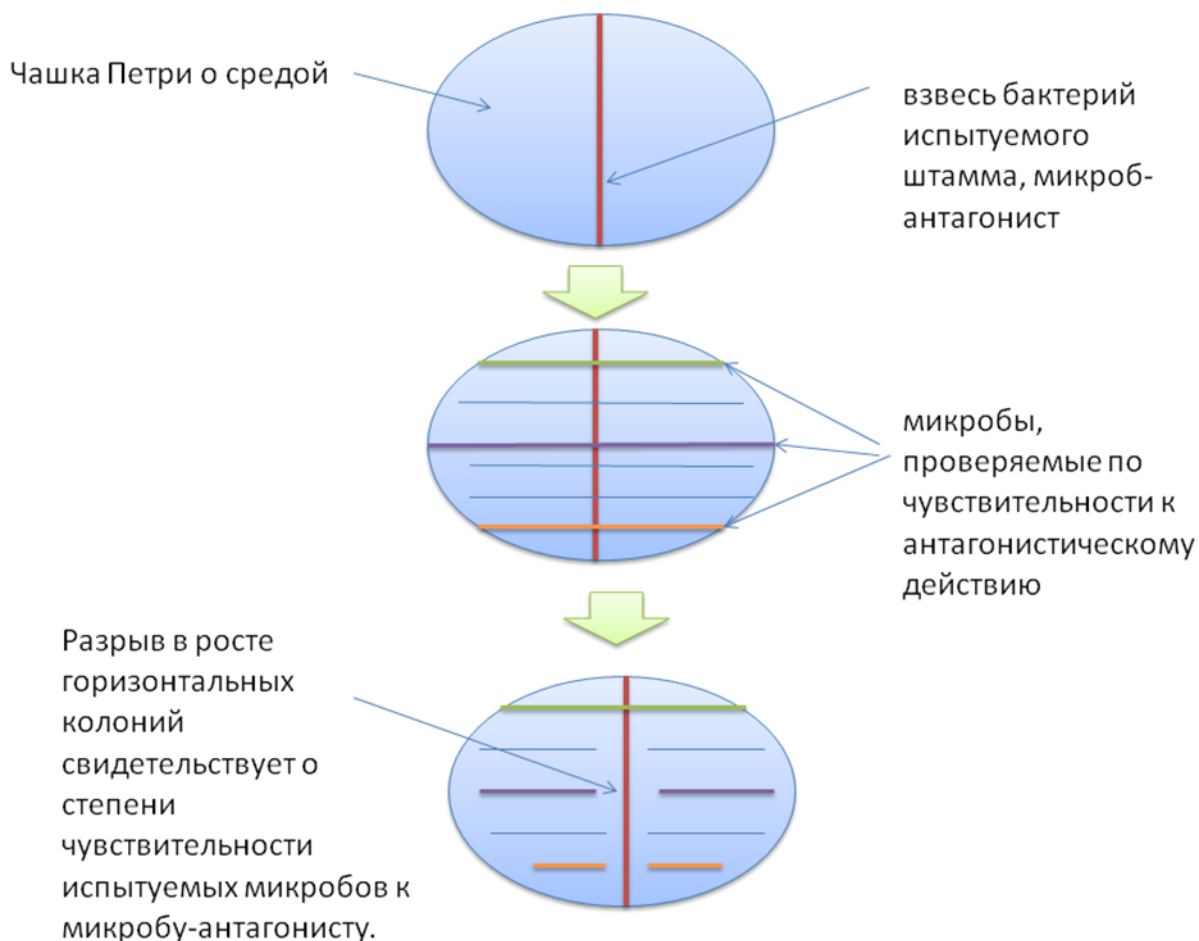 Чашка Петри о средой
взвесь бактерий
испытуемого
штамма, микроб-
антагонист
микробы,
проверяемые по
чувствительности к
антагонистическому
действию
Разрыв в росте
горизонтальных
колоний
свидетельствует о
степени
чувствительности
испытуемых микробов к
микробу-антагонисту.